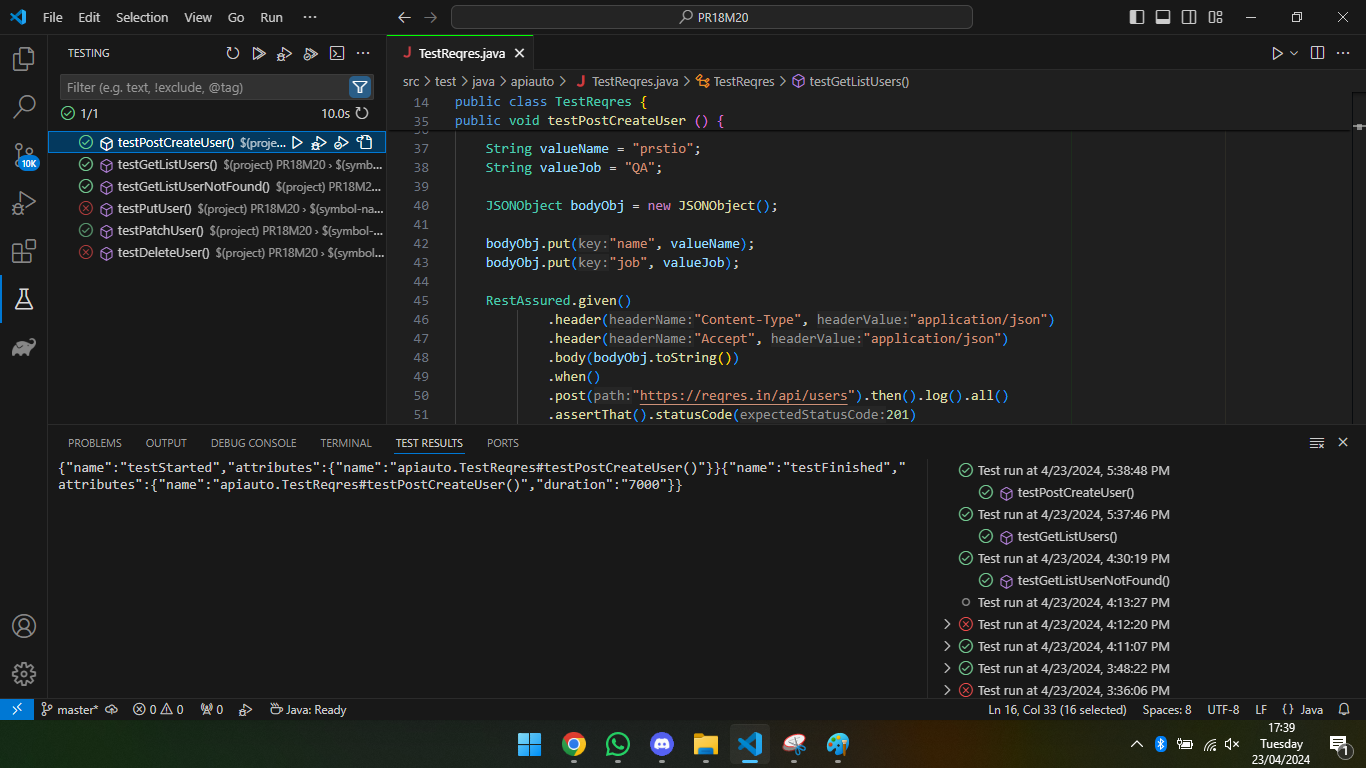 File Edit Selection View Go Run ··· PR18M20
TESTING
TestReqres.java
Filter (e.g. text, !exclude, @tag)
1/1 10.0s
testPostCreateUser() $(proje...
testGetListUsers() $(project) PR18M20 › $(symb...
testGetListUserNotFound() $(project) PR18M2...
testPutUser() $(project) PR18M20 › $(symbol-na...
testPatchUser() $(project) PR18M20 › $(symbol-...
testDeleteUser() $(project) PR18M20 › $(symbol...
10K
src > test > java > apiauto > TestReqres.java > TestReqres > testGetListUsers()
14 public class TestReqres {
35 public void testPostCreateUser () {
37 String valueName = "prstio";
38 String valueJob = "QA";
39
40 JSONObject bodyObj = new JSONObject();
41
42 bodyObj.put(key:"name", valueName);
43 bodyObj.put(key:"job", valueJob);
44
45 RestAssured.given()
46 .header(headerName:"Content-Type", headerValue:"application/json")
47 .header(headerName:"Accept", headerValue:"application/json")
48 .body(bodyObj.toString())
49 .when()
50 .post(path:"https://reqres.in/api/users").then().log().all()
51 .assertThat().statusCode(expectedStatusCode:201)
PROBLEMS OUTPUT DEBUG CONSOLE TERMINAL TEST RESULTS PORTS
{"name":"testStarted","attributes":{"name":"apiauto.TestReqres#testPostCreateUser()"}}{"name":"testFinished","
attributes":{"name":"apiauto.TestReqres#testPostCreateUser()","duration":"7000"}}
Test run at 4/23/2024, 5:38:48 PM
testPostCreateUser()
Test run at 4/23/2024, 5:37:46 PM
testGetListUsers()
Test run at 4/23/2024, 4:30:19 PM
testGetListUserNotFound()
Test run at 4/23/2024, 4:13:27 PM
Test run at 4/23/2024, 4:12:20 PM
Test run at 4/23/2024, 4:11:07 PM
Test run at 4/23/2024, 3:48:22 PM
Test run at 4/23/2024, 3:36:06 PM
master* 0 0 0 Java: Ready Ln 16, Col 33 (16 selected) Spaces: 8 UTF-8 LF {} Java
17:39
Tuesday
23/04/2024
1